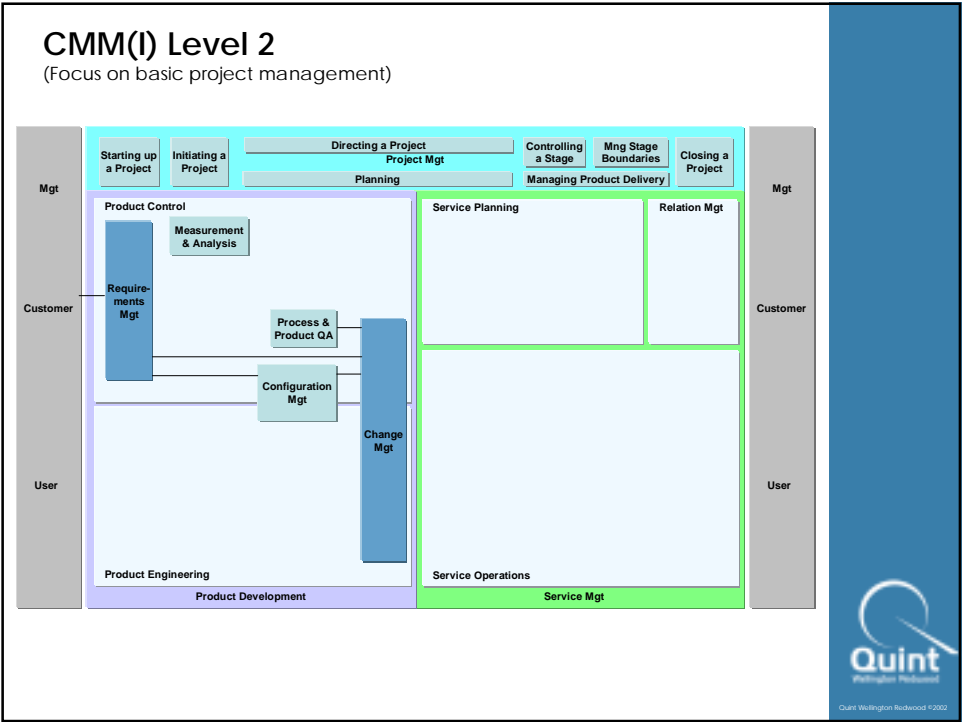 CMM(I) Level 2
(Focus on basic project management)
Mgt
Customer
User
Starting up
a Project
Initiating a
Project
Directing a Project
Project Mgt
Planning
Controlling
a Stage
Mng Stage
Boundaries
Managing Product Delivery
Closing a
Project
Product Control
Measurement
& Analysis
Require-
ments
Mgt
Process &
Product QA
Configuration
Mgt
Change
Mgt
Product Engineering
Product Development
Service Planning
Relation Mgt
Service Operations
Service Mgt
Mgt
Customer
User
Quint
Wellington Redwood
Quint Wellington Redwood ©2002